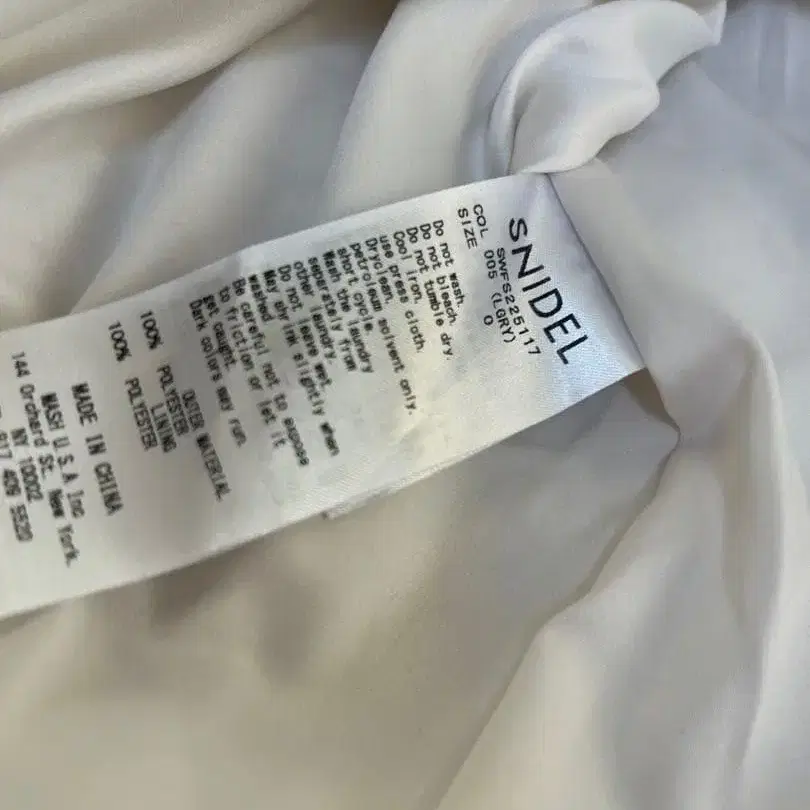 SNIDEL
SWFS225117
COL 005 (LGRY)
SIZE 0
Do not wash.
Do not bleach.
Do not tumble dry.
Cool iron.
use press cloth.
Dryclean.
petroleum solvent only.
short cycle.
Wash the laundry
separately from
other laundry.
Do not leave wet.
May shrink slightly when
washed
Be careful not to expose
to friction or let it
get caught.
Dark colors may run.
OUTER MATERIAL
100% POLYESTER
LINING
100% POLYESTER
MADE IN CHINA
MASH U.S.A Inc
144 Orchard St. New York.
NY 10002
917 409 5520